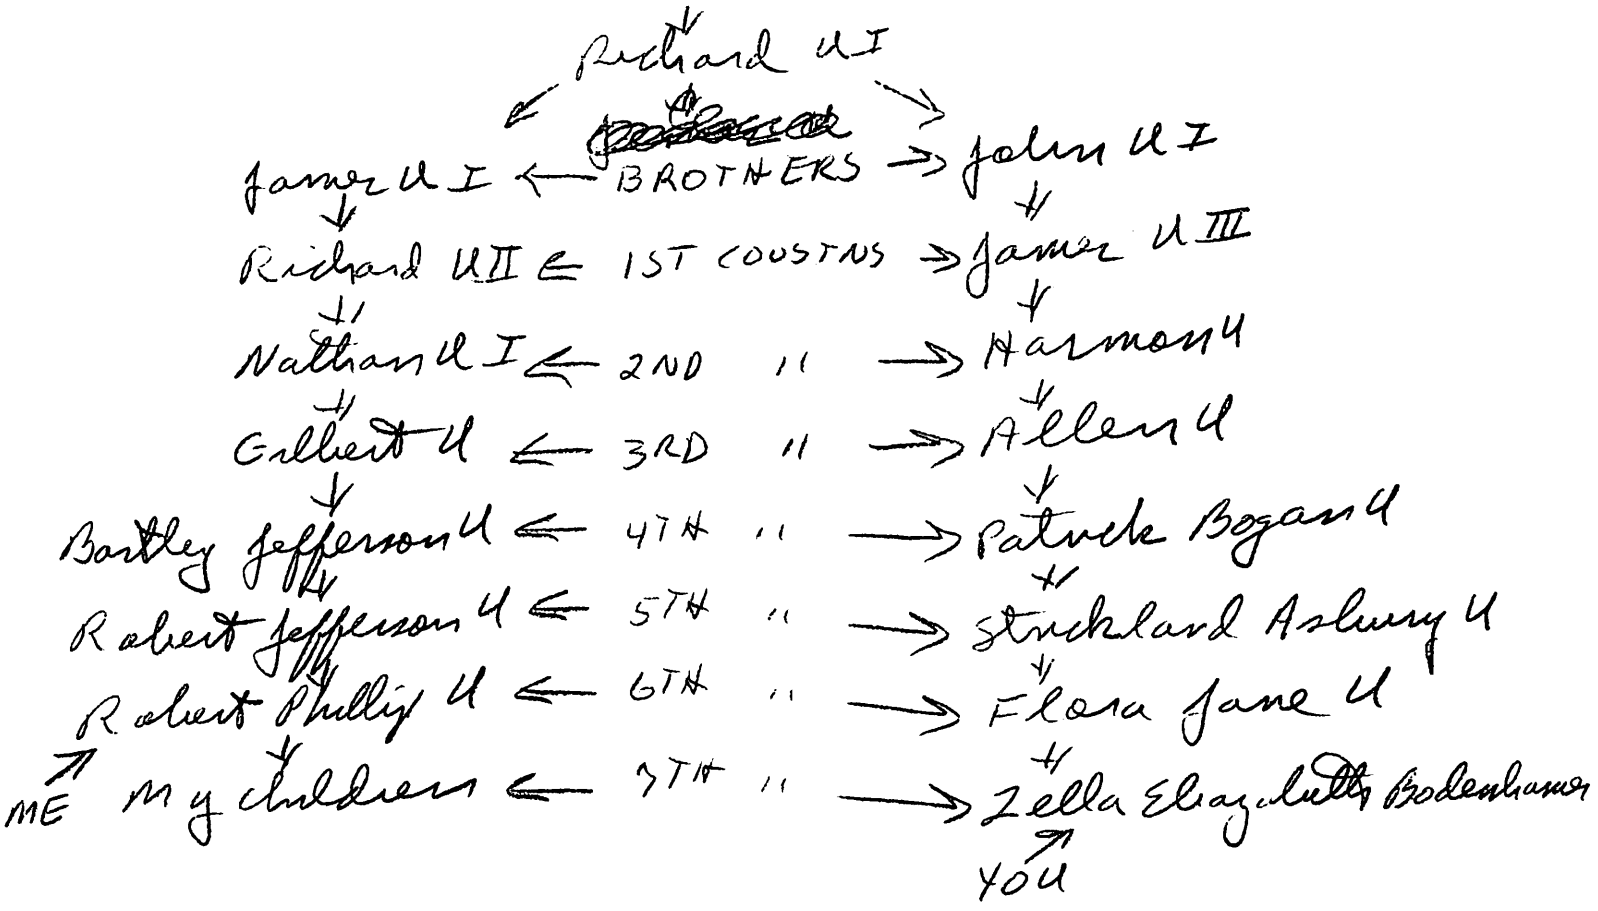 Richard U I
James U I ← BROTHERS → John U I
Richard U II ← 1ST COUSINS → James U III
Nathan U I ← 2ND " → Harmon U
Gilbert U ← 3RD " → Allen U
Bartley Jefferson U ← 4TH " → Patrick Bogan U
Robert Jefferson U ← 5TH " → Strickland Asbury U
Robert Phillip U ← 6TH " → Flora Jane U
ME My children ← 7TH " → Zella Elizabeth Bodenhamer
YOU